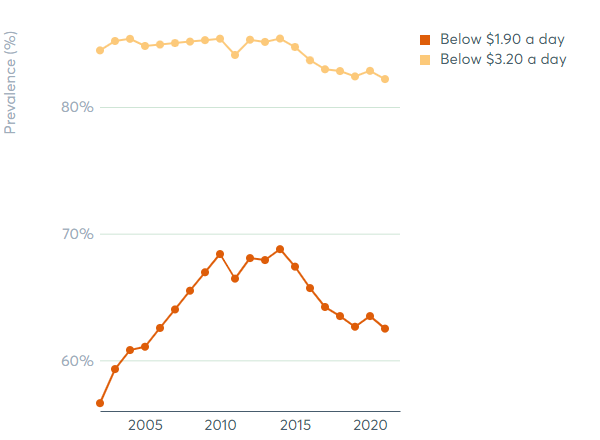 Prevalence (%)
Below $1.90 a day
Below $3.20 a day
80%
70%
60%
2005 2010 2015 2020